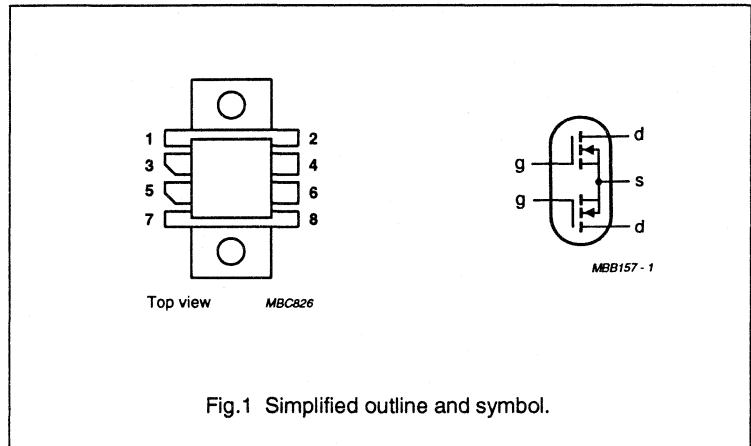 1 2
3 4
5 6
7 8
Top view MBC826
d
g
s
g
d
MBB157 - 1
Fig.1 Simplified outline and symbol.